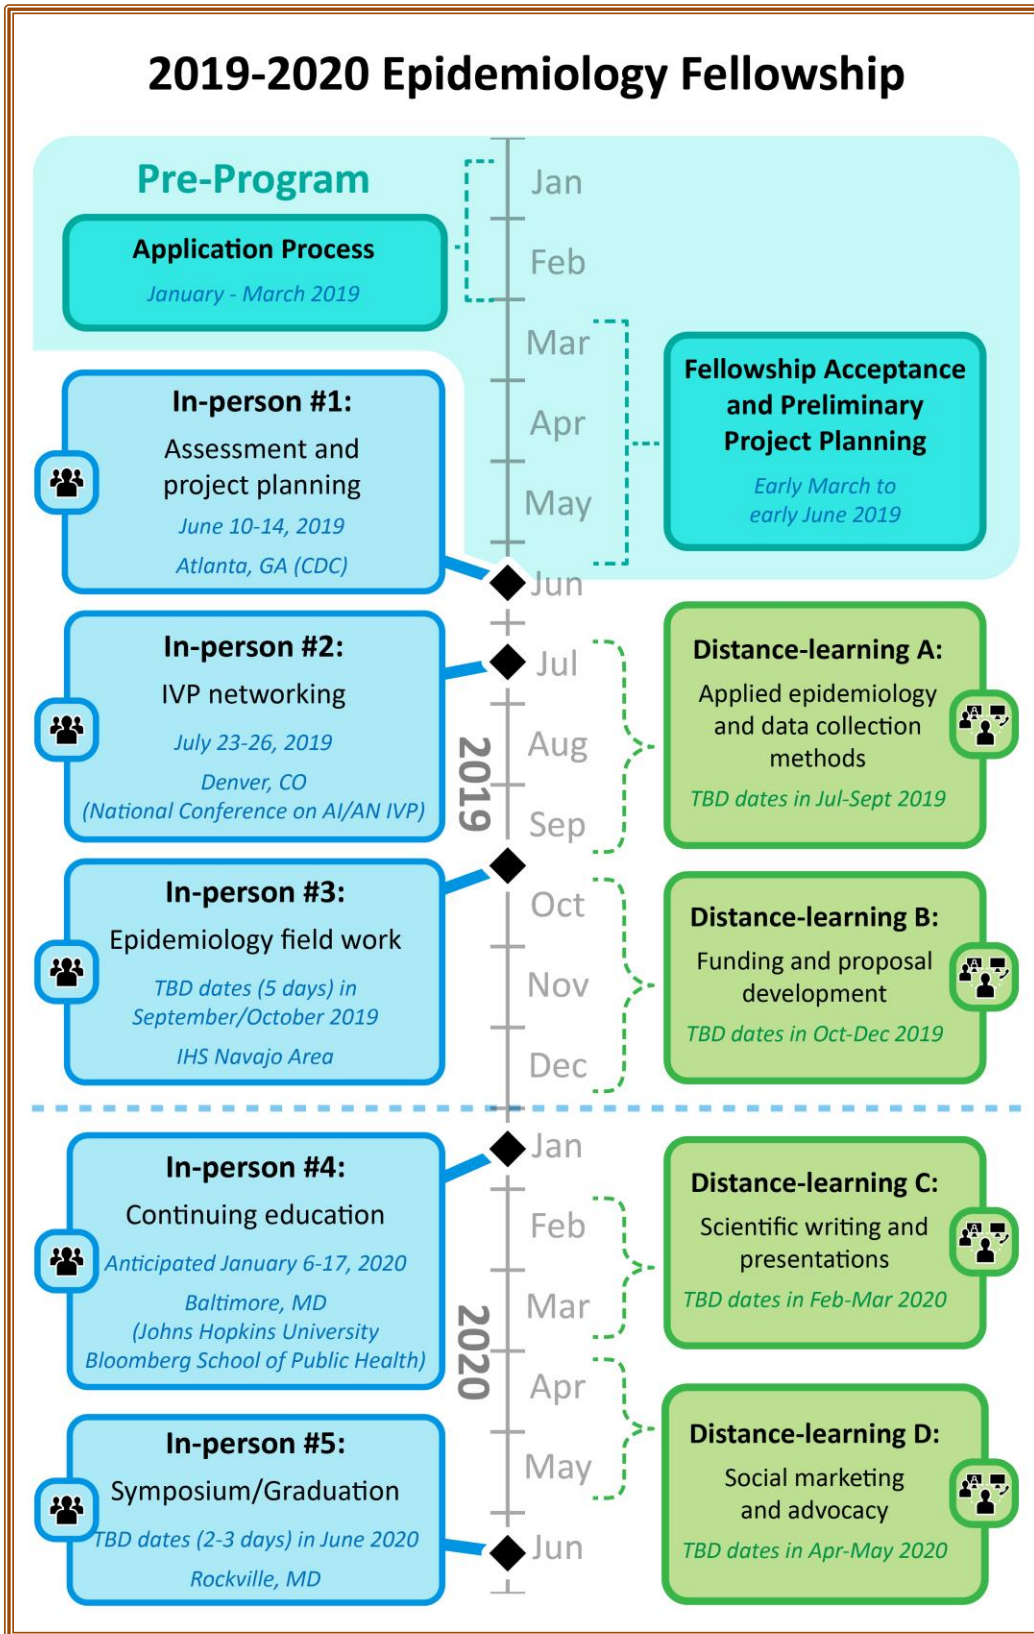 2019-2020 Epidemiology Fellowship
Pre-Program
Application Process
January - March 2019
Jan
Feb
Mar
Apr
May
Jun
Fellowship Acceptance
and Preliminary
Project Planning
Early March to
early June 2019
In-person #1:
Assessment and
project planning
June 10-14, 2019
Atlanta, GA (CDC)
In-person #2:
IVP networking
July 23-26, 2019
Denver, CO
(National Conference on AI/AN IVP)
2019
Jul
Aug
Sep
Distance-learning A:
Applied epidemiology
and data collection
methods
TBD dates in Jul-Sept 2019
In-person #3:
Epidemiology field work
TBD dates (5 days) in
September/October 2019
IHS Navajo Area
Oct
Nov
Dec
Distance-learning B:
Funding and proposal
development
TBD dates in Oct-Dec 2019
In-person #4:
Continuing education
Anticipated January 6-17, 2020
Baltimore, MD
(Johns Hopkins University
Bloomberg School of Public Health)
2020
Jan
Feb
Mar
Distance-learning C:
Scientific writing and
presentations
TBD dates in Feb-Mar 2020
In-person #5:
Symposium/Graduation
TBD dates (2-3 days) in June 2020
Rockville, MD
Apr
May
Jun
Distance-learning D:
Social marketing
and advocacy
TBD dates in Apr-May 2020